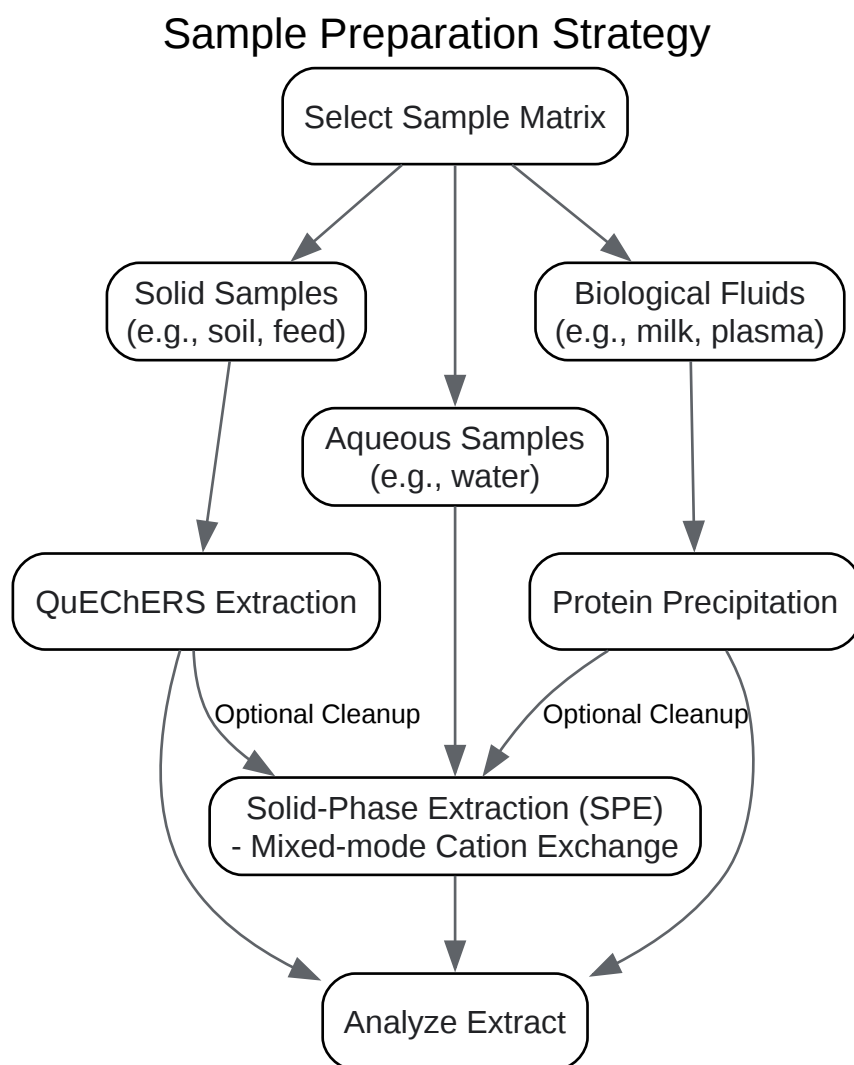 Sample Preparation Strategy
Select Sample Matrix
Solid Samples
(e.g., soil, feed)
Biological Fluids
(e.g., milk, plasma)
Aqueous Samples
(e.g., water)
QuEChERS Extraction
Protein Precipitation
Optional Cleanup
Optional Cleanup
Solid-Phase Extraction (SPE)
- Mixed-mode Cation Exchange
Analyze Extract